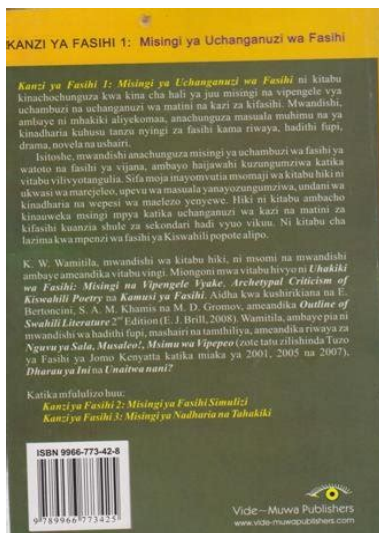 KANZI YA FASIHI 1: Misingi ya Uchanganuzi wa Fasihi
Kanzi ya Fasihi 1: Misingi ya Uchanganuzi wa Fasihi ni kitabu
kinachochunguza kwa kina cha hali ya juu misingi na vipengele vya
uchambuzi na uchanganuzi wa matini na kazi za kifasihi. Mwandishi,
ambaye ni mhakiki aliyekomaa, anachunguza masuala muhimu na ya
kinadharia kuhusu tanzu nyingi za fasihi kama riwaya, hadithi fupi,
drama, novela na ushairi.
Isitoshe, mwandishi anachunguza misingi ya uchambuzi wa fasihi ya
watoto na fasihi ya vijana, ambayo haijawahi kuzungumziwa katika
vitabu vilivyotangulia. Sifa moja inayomvutia msomaji wa kitabu hiki ni
ukwasi wa marejeleo, upevu wa masuala yanayozungumziwa, undani wa
kinadharia na wepesi wa maelezo yenyewe. Hiki ni kitabu ambacho
kinauweka msingi mpya katika uchanganuzi wa kazi na matini za
kifasihi kuanzia shule za sekondari hadi vyuo vikuu. Ni kitabu cha
lazima kwa mpenzi wa fasihi ya Kiswahili popote alipo.
K. W. Wamitila, mwandishi wa kitabu hiki, ni msomi na mwandishi
ambaye ameandika vitabu vingi. Miongoni mwa vitabu hivyo ni Uhakiki
wa Fasihi: Misingi na Vipengele Vyake, Archetypal Criticism of
Kiswahili Poetry na Kamusi ya Fasihi. Aidha kwa kushirikiana na E.
Bertoncini, S. A. M. Khamis na M. D. Gromov, ameandika Outline of
Swahili Literature 2nd Edition (E. J. Brill, 2008). Wamitila, ambaye pia ni
mwandishi wa hadithi fupi, mashairi na tamthiliya, ameandika riwaya za
Nguvu ya Sala, Musaleo!, Msimu wa Vipepeo (zote tatu zilishinda Tuzo
ya Fasihi ya Jomo Kenyatta katika miaka ya 2001, 2005 na 2007),
Dharau ya Ini na Unaitwa nani?
Katika mfululizo huu:
Kanzi ya Fasihi 2: Misingi ya Fasihi Simulizi
Kanzi ya Fasihi 3: Misingi ya Nadharia na Tahakiki
ISBN 9966-773-42-8
9 789966 773425
Vide~Muwa Publishers
www.vide-muwapublishers.com